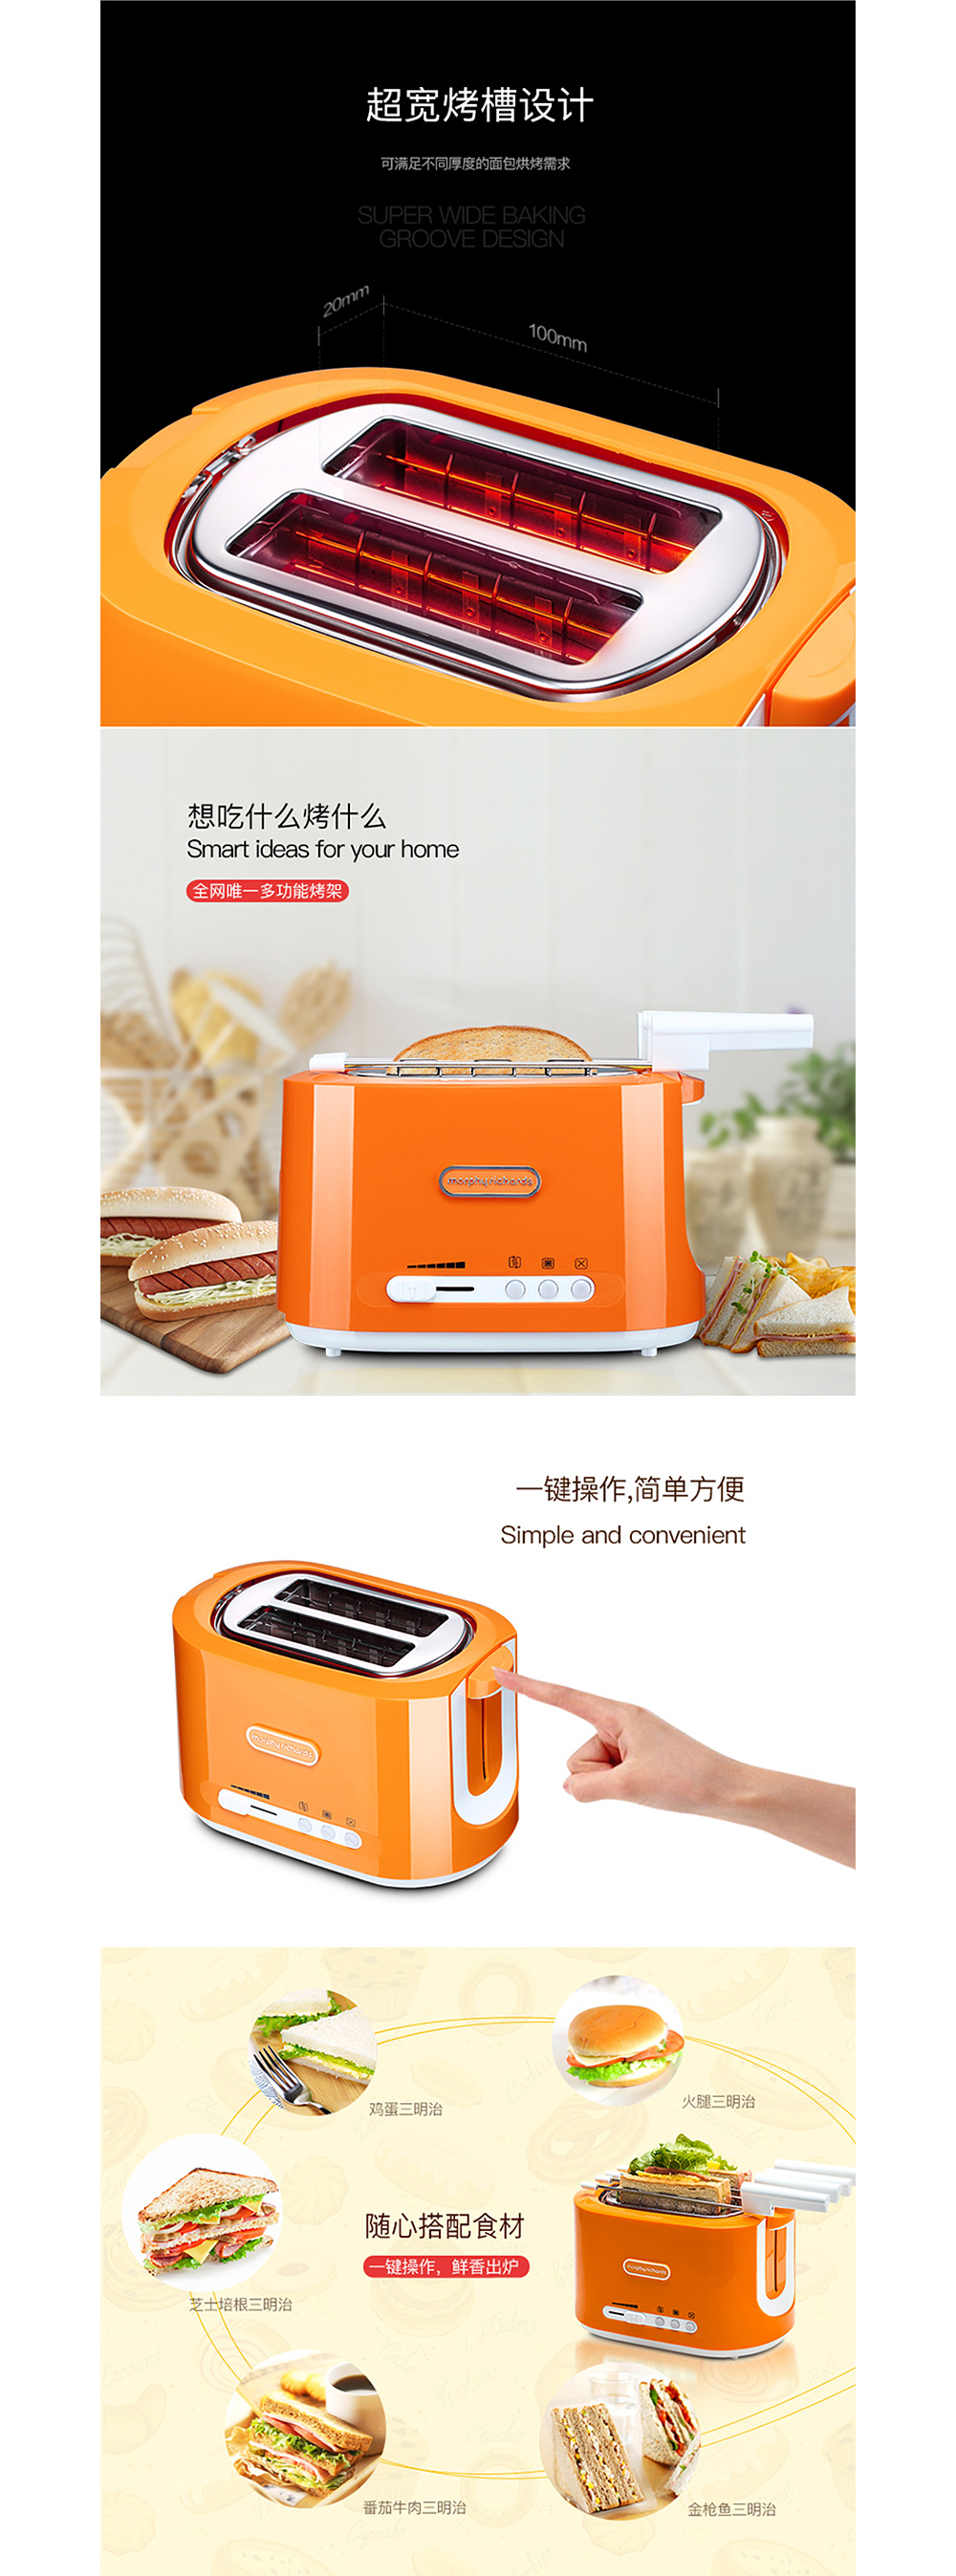 超宽烤槽设计
可满足不同厚度的面包烘烤需求
SUPER WIDE BAKING
GROOVE DESIGN
20mm
100mm
想吃什么烤什么
Smart ideas for your home
全网唯一多功能烤架
morphyrichards
一键操作,简单方便
Simple and convenient
morphyrichards
鸡蛋三明治
火腿三明治
随心搭配食材
一键操作，鲜香出炉
morphyrichards
芝士培根三明治
番茄牛肉三明治
金枪鱼三明治